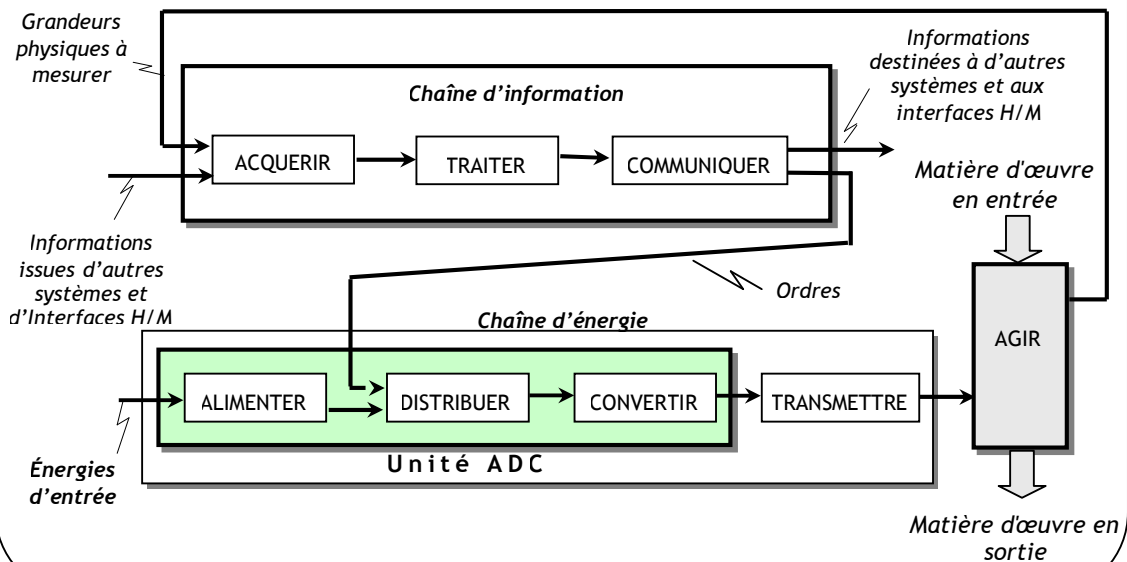 Grandeurs
physiques à
mesurer
Informations
destinées à d'autres
systèmes et aux
interfaces H/M
Chaîne d'information
ACQUERIR
TRAITER
COMMUNIQUER
Matière d'œuvre
en entrée
Informations
issues d'autres
systèmes et
d'Interfaces H/M
Ordres
Chaîne d'énergie
AGIR
ALIMENTER
DISTRIBUER
CONVERTIR
TRANSMETTRE
Unité ADC
Énergies
d'entrée
Matière d'œuvre en
sortie